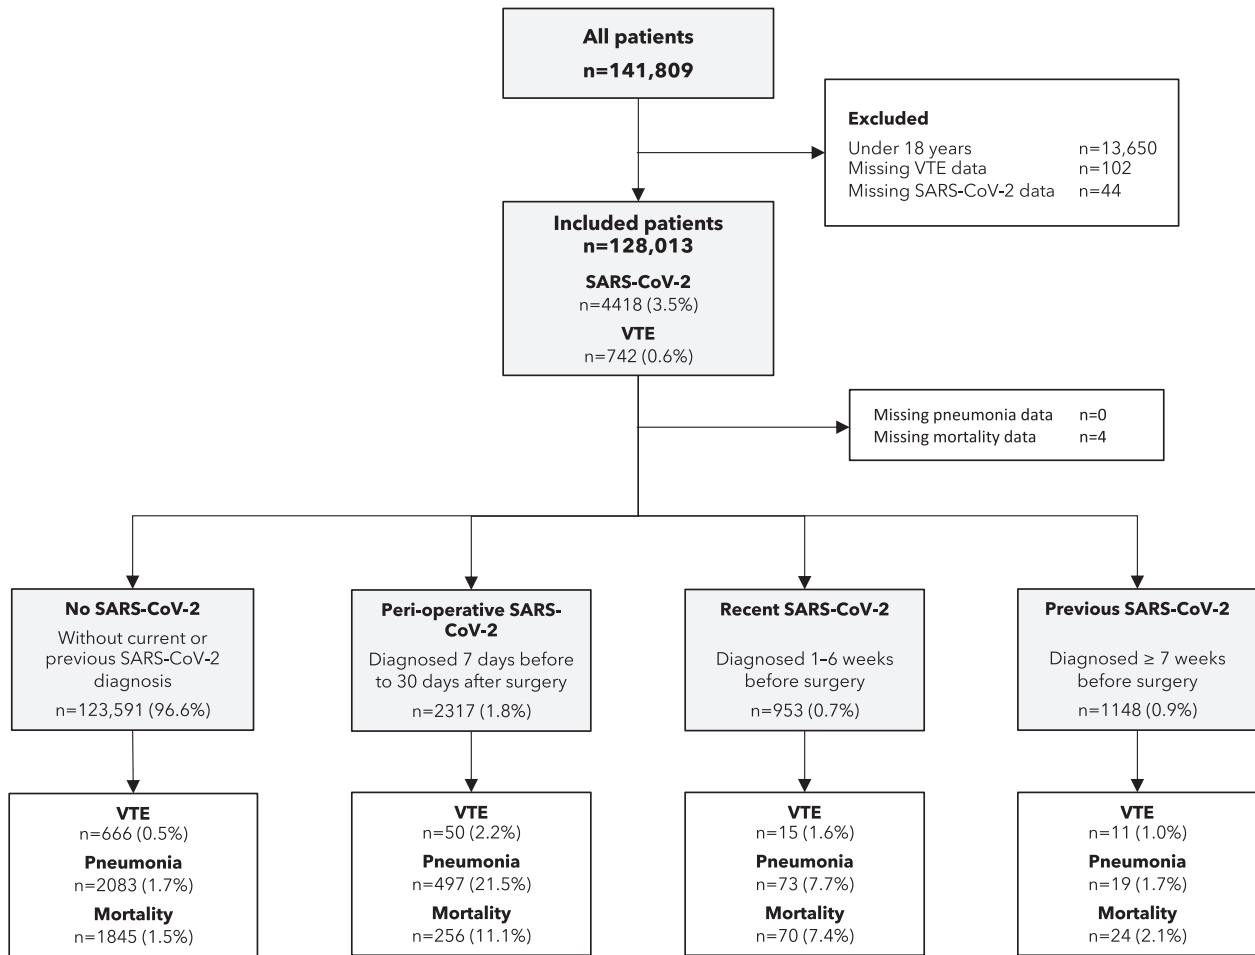 All patients
n=141,809
Excluded
Under 18 years n=13,650
Missing VTE data n=102
Missing SARS-CoV-2 data n=44
Included patients
n=128,013
SARS-CoV-2
n=4418 (3.5%)
VTE
n=742 (0.6%)
Missing pneumonia data n=0
Missing mortality data n=4
No SARS-CoV-2
Without current or
previous SARS-CoV-2
diagnosis
n=123,591 (96.6%)
Peri-operative SARS-
CoV-2
Diagnosed 7 days before
to 30 days after surgery
n=2317 (1.8%)
Recent SARS-CoV-2
Diagnosed 1–6 weeks
before surgery
n=953 (0.7%)
Previous SARS-CoV-2
Diagnosed ≥ 7 weeks
before surgery
n=1148 (0.9%)
VTE
n=666 (0.5%)
Pneumonia
n=2083 (1.7%)
Mortality
n=1845 (1.5%)
VTE
n=50 (2.2%)
Pneumonia
n=497 (21.5%)
Mortality
n=256 (11.1%)
VTE
n=15 (1.6%)
Pneumonia
n=73 (7.7%)
Mortality
n=70 (7.4%)
VTE
n=11 (1.0%)
Pneumonia
n=19 (1.7%)
Mortality
n=24 (2.1%)